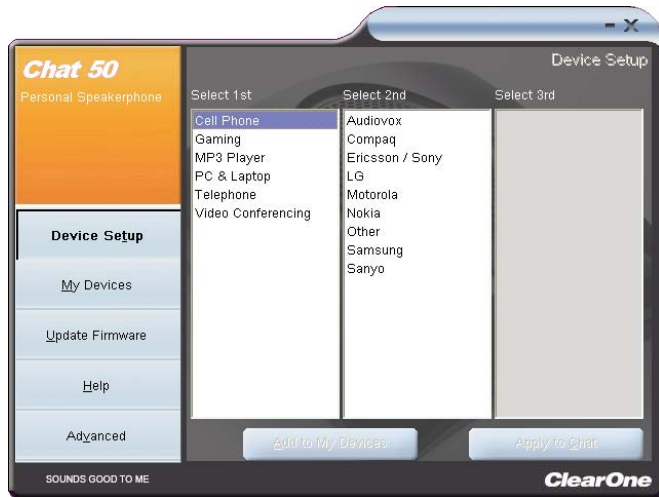 Chat 50
Personal Speakerphone
Device Setup
My Devices
Update Firmware
Help
Advanced
SOUNDS GOOD TO ME
Device Setup
Select 1st
Cell Phone
Gaming
MP3 Player
PC & Laptop
Telephone
Video Conferencing
Select 2nd
Audiovox
Compaq
Ericsson / Sony
LG
Motorola
Nokia
Other
Samsung
Sanyo
Select 3rd
Add to My Devices
Apply to Chat
ClearOne